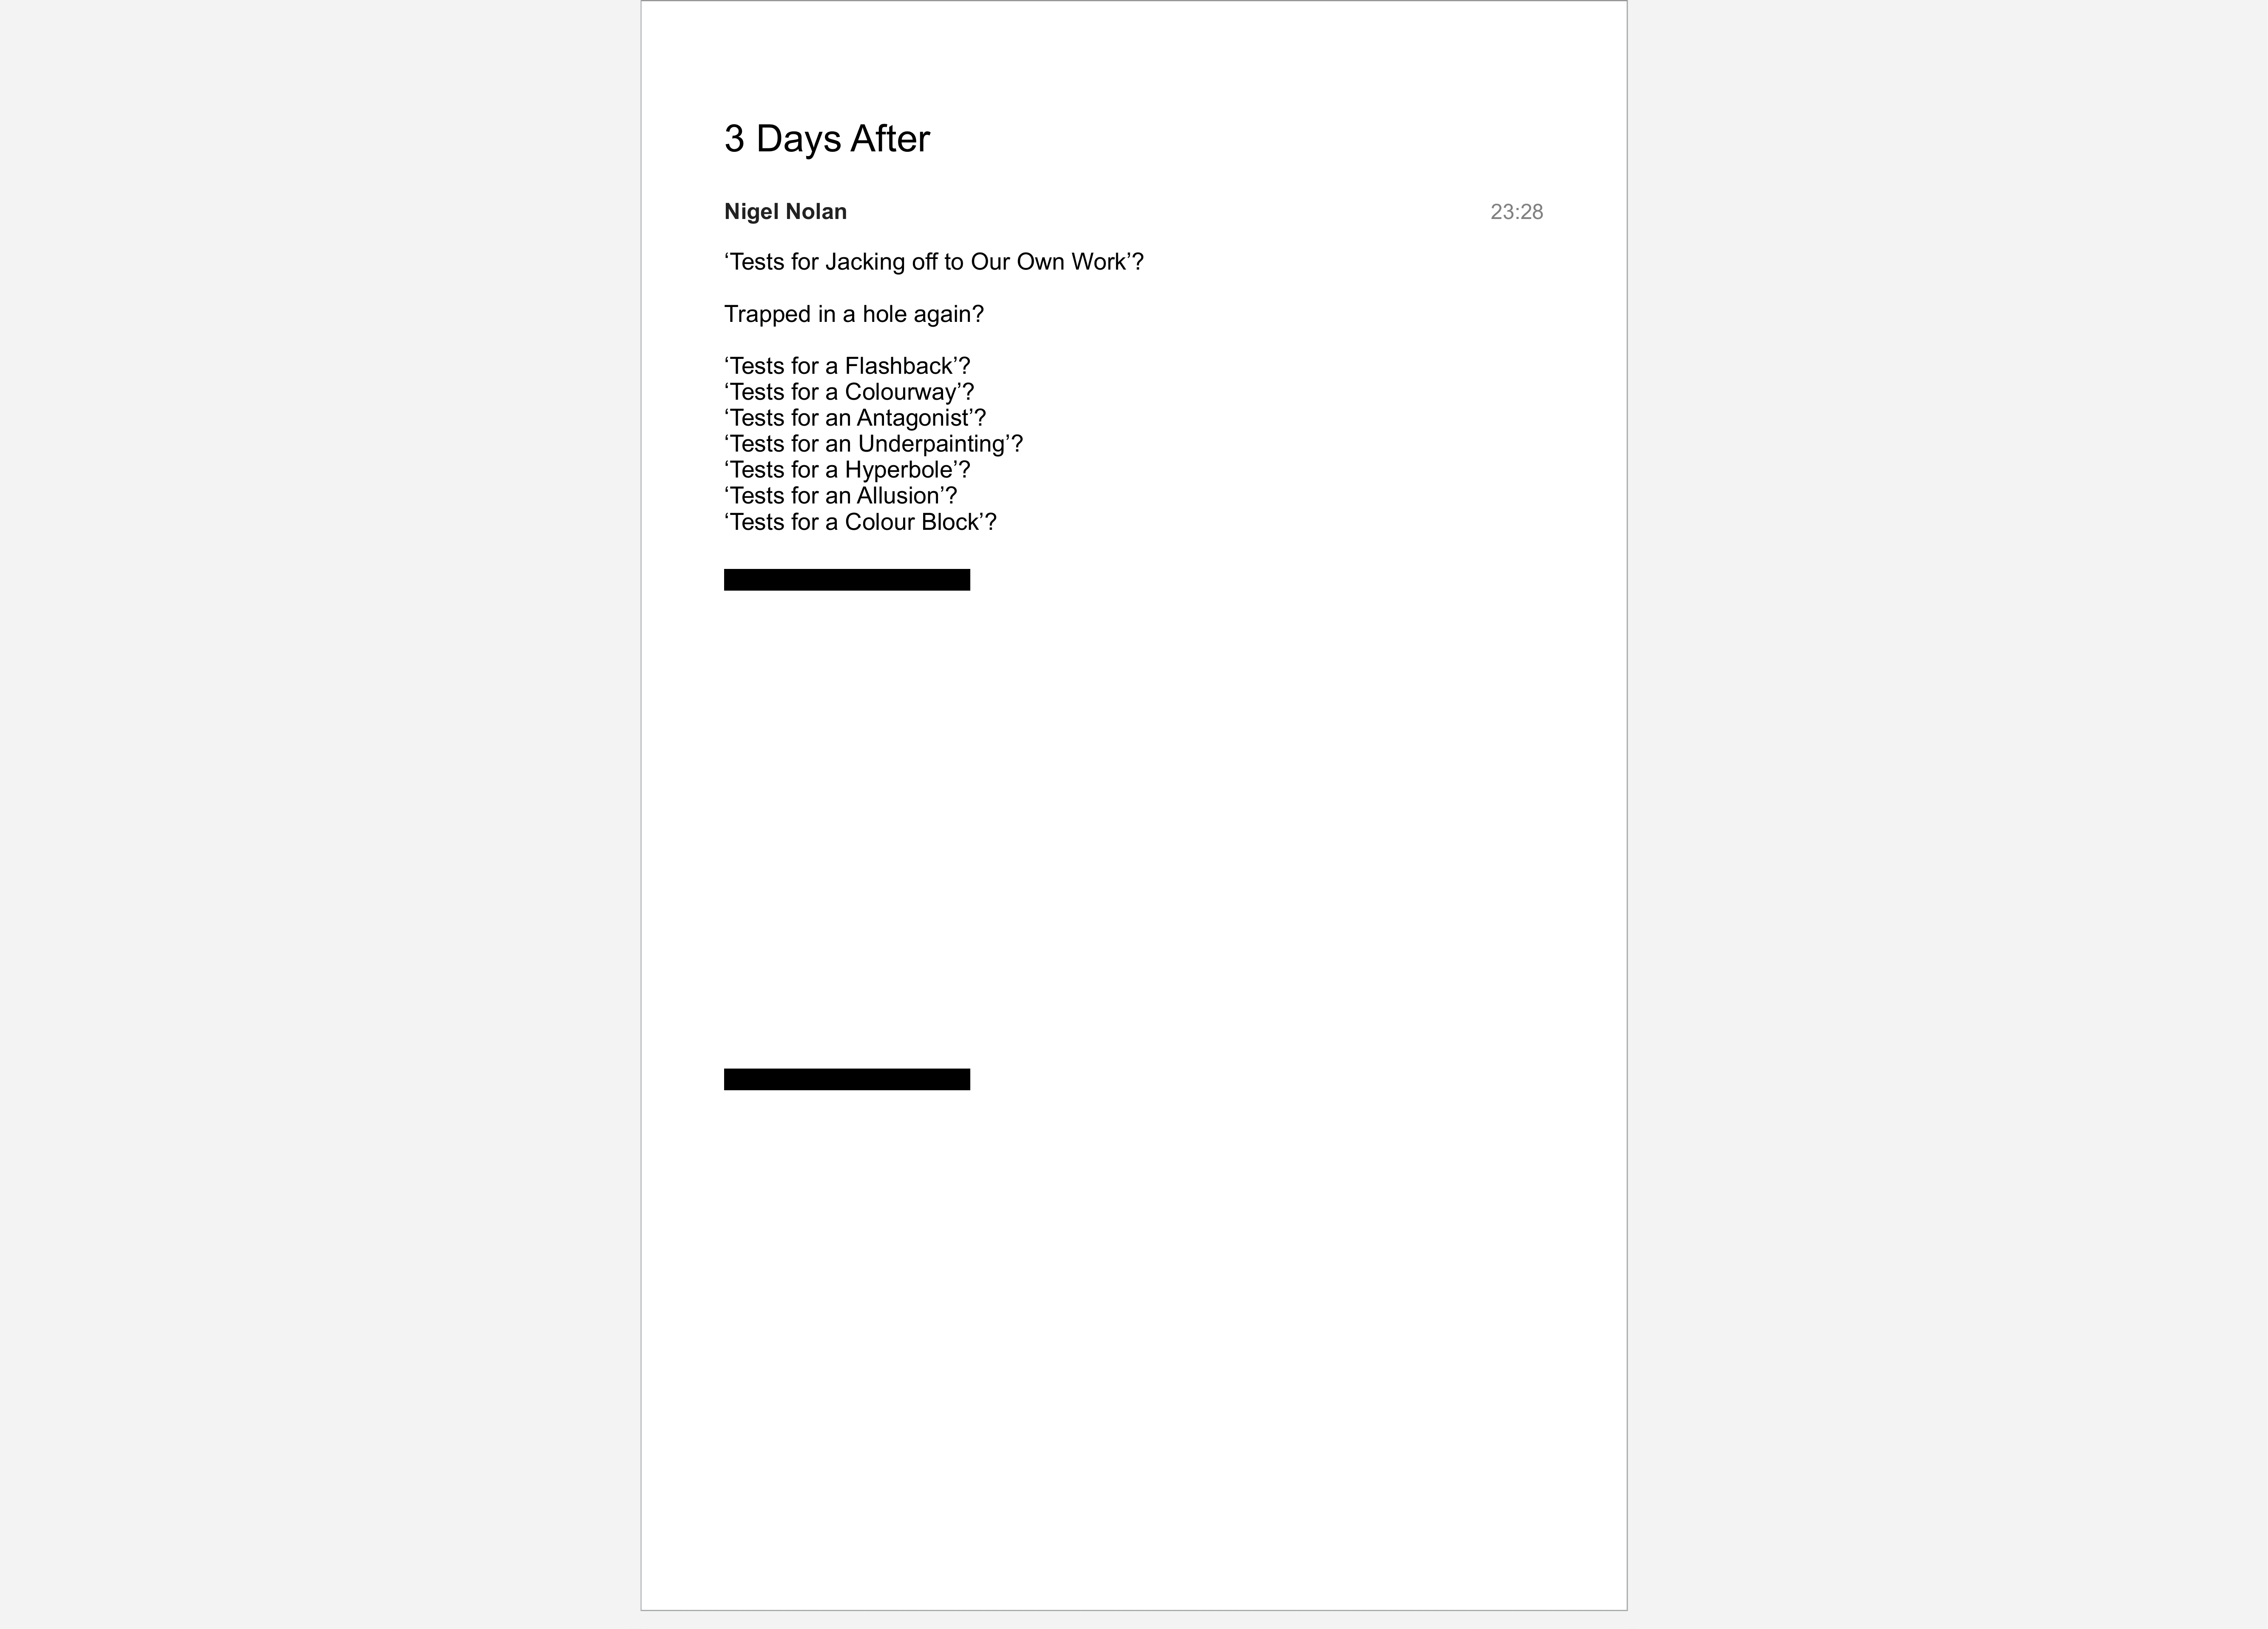 3 Days After
Nigel Nolan 23:28
‘Tests for Jacking off to Our Own Work’?
Trapped in a hole again?
‘Tests for a Flashback’?
‘Tests for a Colourway’?
‘Tests for an Antagonist’?
‘Tests for an Underpainting’?
‘Tests for a Hyperbole’?
‘Tests for an Allusion’?
‘Tests for a Colour Block’?